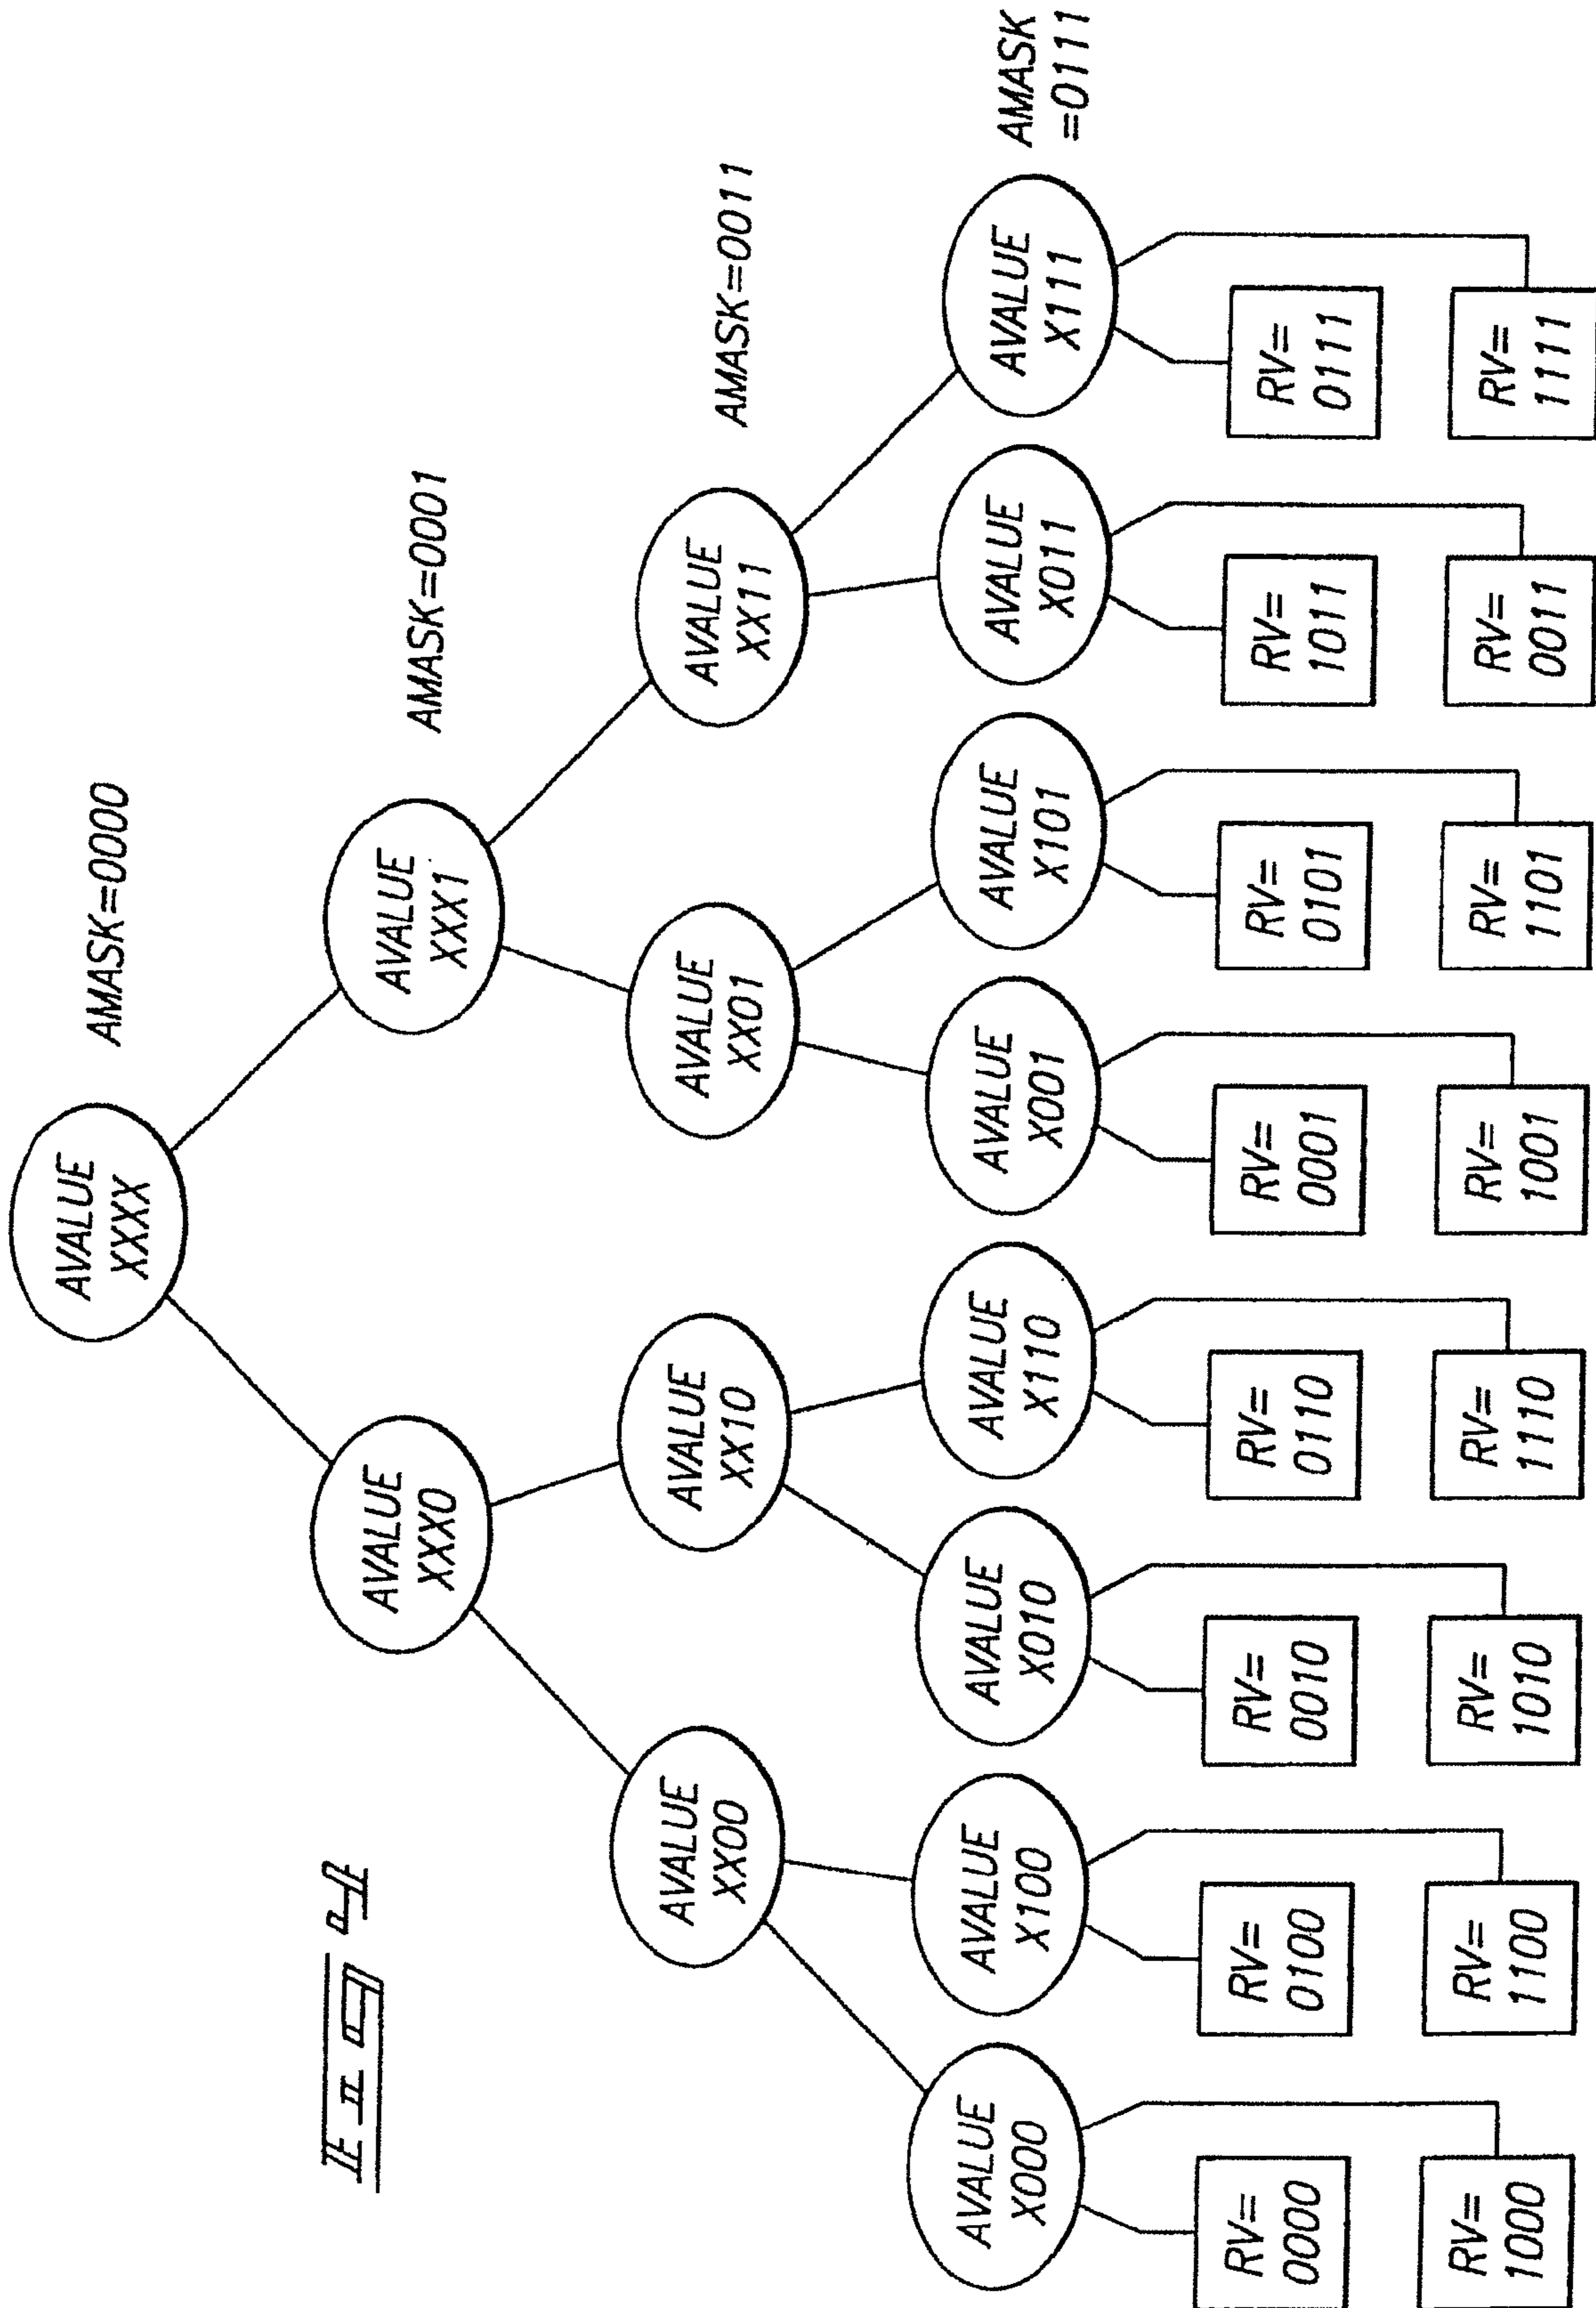 AVALUE
XXXX
AMASK=0000
AVALUE
XXX0
AVALUE
XXX1
AMASK=0001
AVALUE
XX00
AVALUE
XX10
AVALUE
XX01
AVALUE
XX11
AMASK=0011
AVALUE
X000
AVALUE
X100
AVALUE
X010
AVALUE
X110
AVALUE
X001
AVALUE
X101
AVALUE
X011
AVALUE
X111
AMASK
=0111
RV=
0000
RV=
0100
RV=
0010
RV=
0110
RV=
0001
RV=
0101
RV=
1011
RV=
0111
RV=
1000
RV=
1100
RV=
1010
RV=
1110
RV=
1001
RV=
1101
RV=
0011
RV=
1111